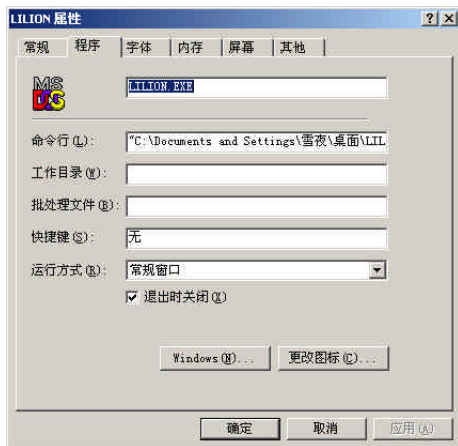 LILION 属性
? X
常规 程序 字体 内存 屏幕 其他
MS DOS
LILION.EXE
命令行(L): "C:\Documents and Settings\雪夜\桌面\LIL
工作目录(W):
批处理文件(B):
快捷键(S): 无
运行方式(R): 常规窗口
退出时关闭(X)
Windows(N)... 更改图标(C)...
确定 取消 应用(A)